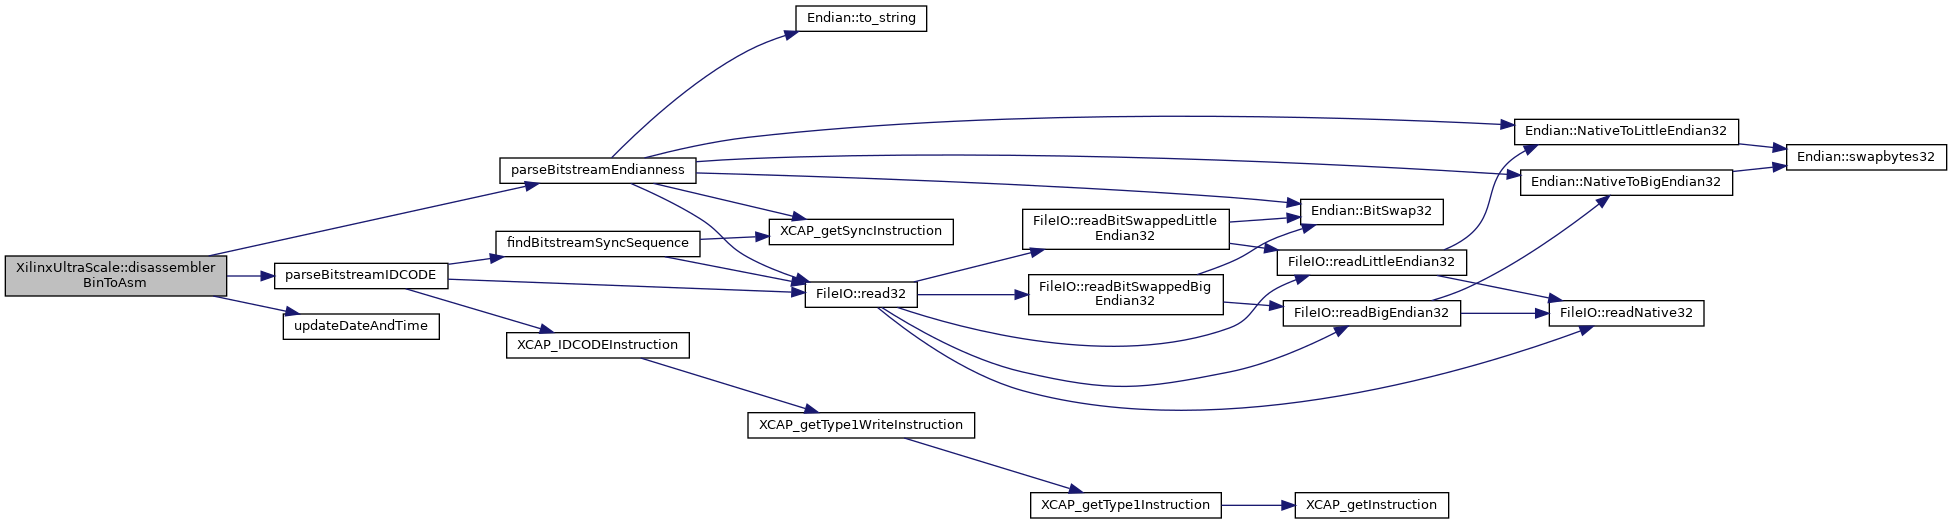 Endian::to_string
Endian::NativeToLittleEndian32
Endian::swapbytes32
parseBitstreamEndianness
Endian::NativeToBigEndian32
Endian::BitSwap32
FileIO::readBitSwappedLittle
Endian32
XCAP_getSyncInstruction
findBitstreamSyncSequence
FileIO::readLittleEndian32
XilinxUltraScale::disassembler
BinToAsm
parseBitstreamIDCODE
FileIO::read32
FileIO::readBitSwappedBig
Endian32
FileIO::readBigEndian32
FileIO::readNative32
updateDateAndTime
XCAP_IDCODEInstruction
XCAP_getType1WriteInstruction
XCAP_getType1Instruction
XCAP_getInstruction